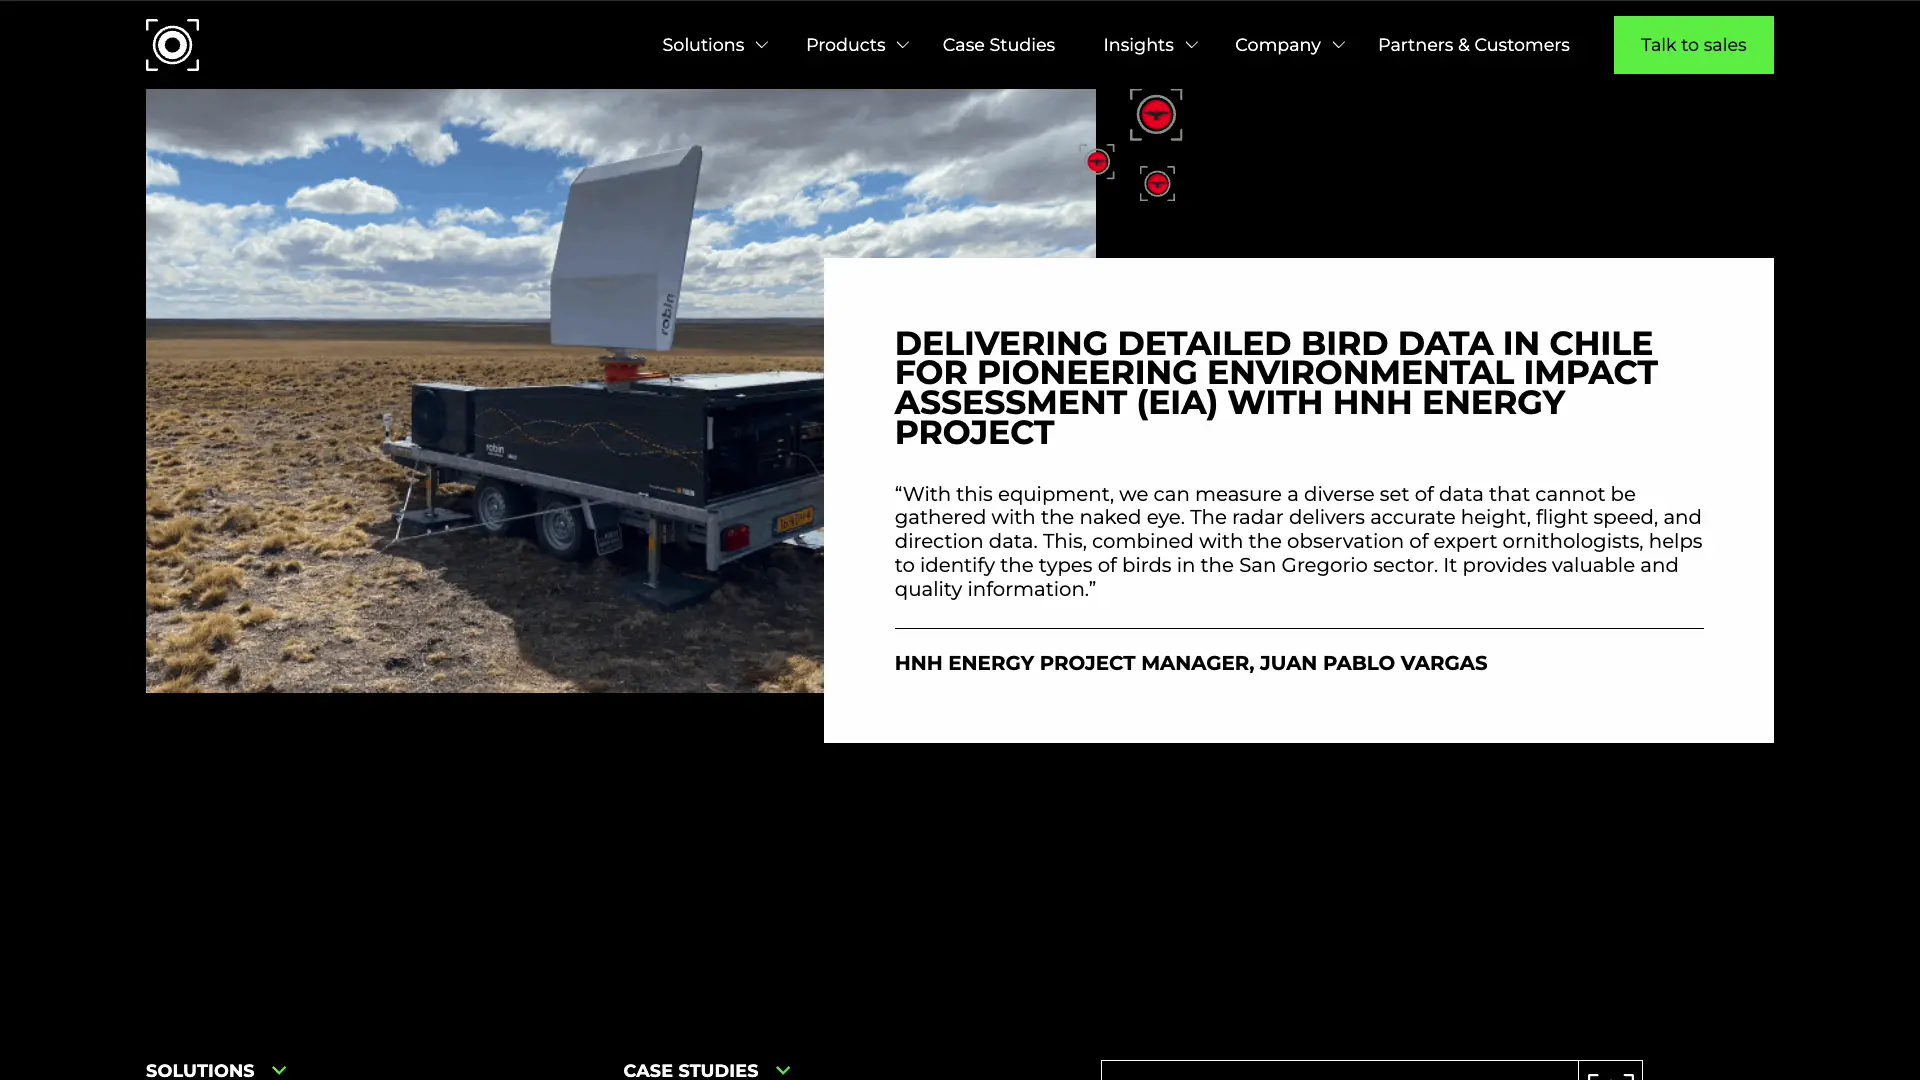 Solutions
Products
Case Studies
Insights
Company
Partners & Customers
Talk to sales
robin
robin
DELIVERING DETAILED BIRD DATA IN CHILE
FOR PIONEERING ENVIRONMENTAL IMPACT
ASSESSMENT (EIA) WITH HNH ENERGY
PROJECT
“With this equipment, we can measure a diverse set of data that cannot be
gathered with the naked eye. The radar delivers accurate height, flight speed, and
direction data. This, combined with the observation of expert ornithologists, helps
to identify the types of birds in the San Gregorio sector. It provides valuable and
quality information.”
HNH ENERGY PROJECT MANAGER, JUAN PABLO VARGAS
SOLUTIONS
CASE STUDIES